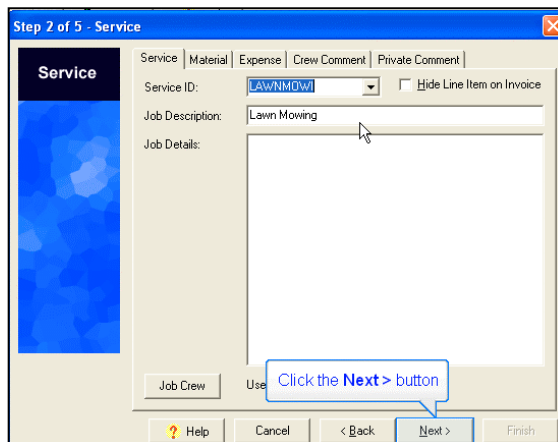 Step 2 of 5 - Service
Service
Service Material Expense Crew Comment Private Comment
Service ID: LAWNMOWI Hide Line Item on Invoice
Job Description: Lawn Mowing
Job Details:
Click the Next > button
Job Crew Use
? Help Cancel < Back Next > Finish